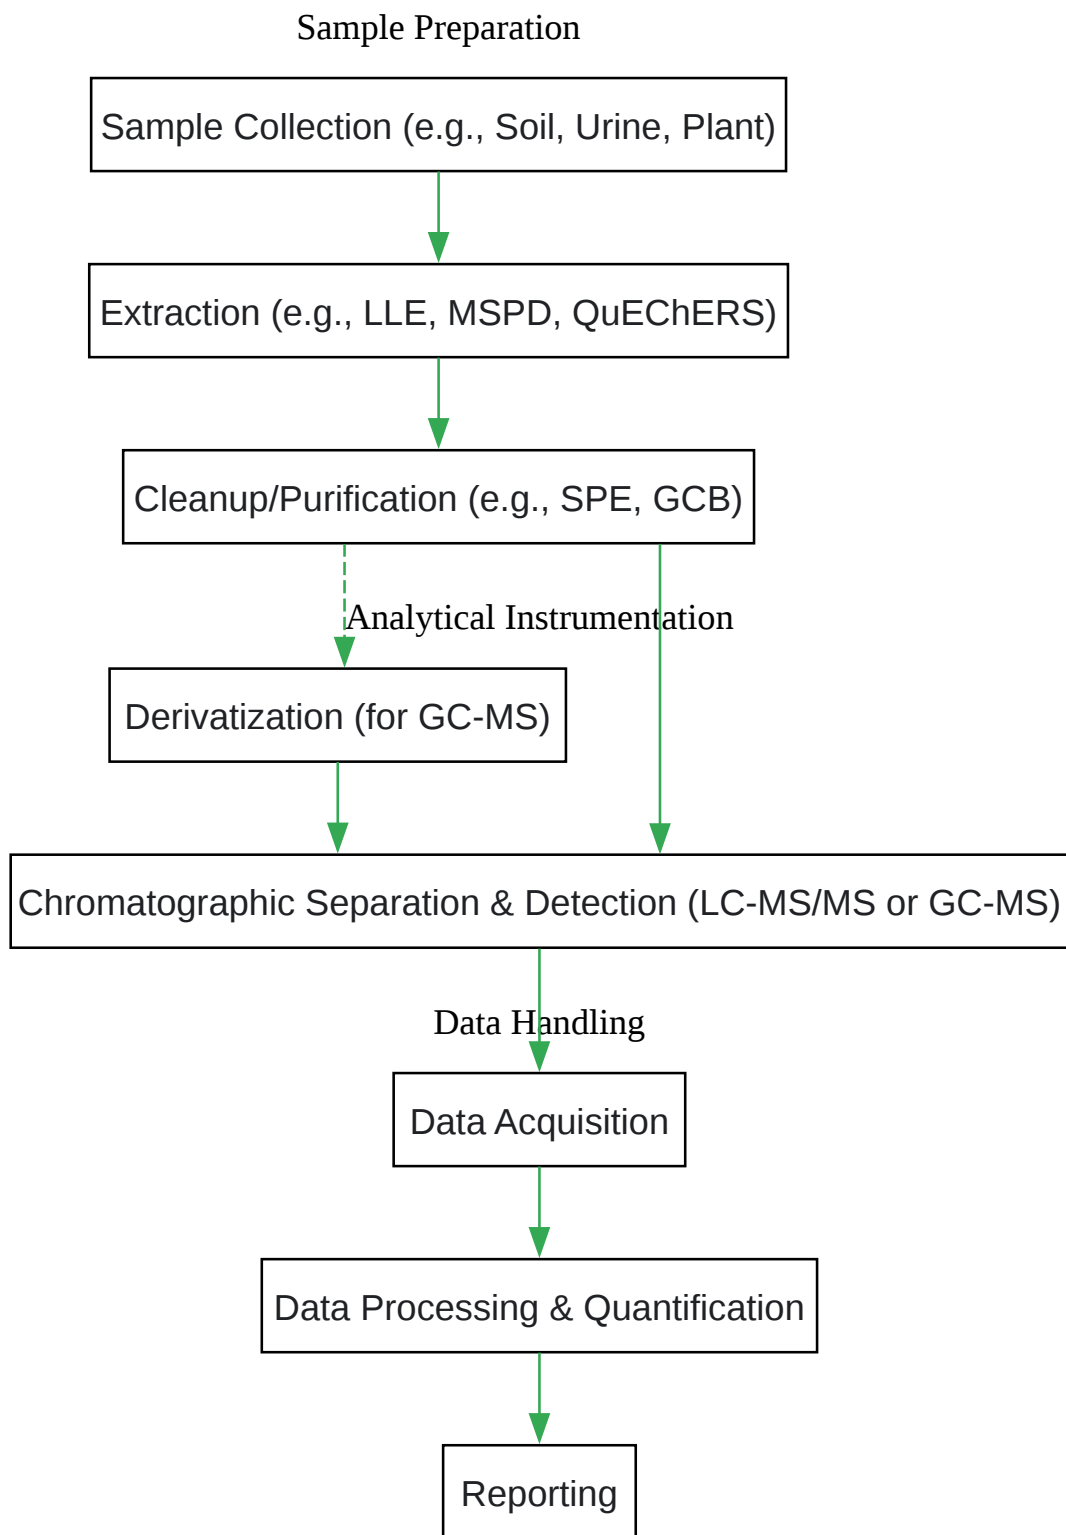 Sample Preparation
Sample Collection (e.g., Soil, Urine, Plant)
Extraction (e.g., LLE, MSPD, QuEChERS)
Cleanup/Purification (e.g., SPE, GCB)
Analytical Instrumentation
Derivatization (for GC-MS)
Chromatographic Separation & Detection (LC-MS/MS or GC-MS)
Data Handling
Data Acquisition
Data Processing & Quantification
Reporting